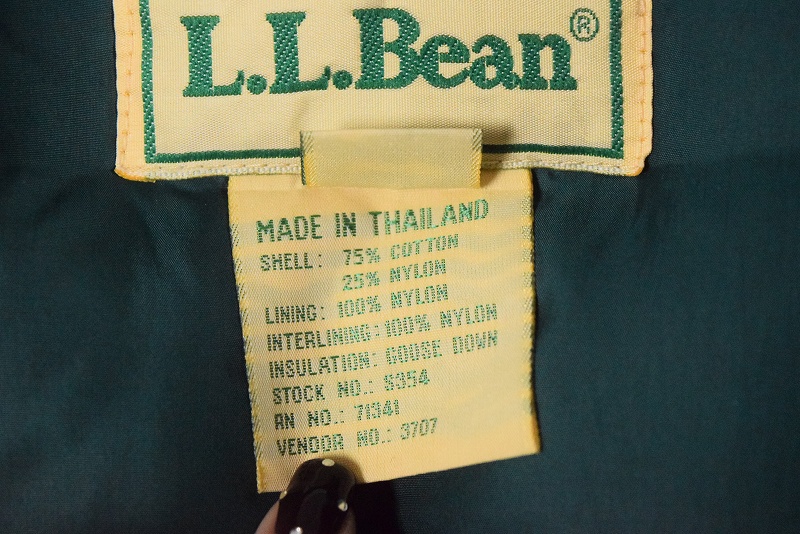 L.L.Bean®
MADE IN THAILAND
SHELL: 75% COTTON
25% NYLON
LINING: 100% NYLON
INTERLINING: 100% NYLON
INSULATION: GOOSE DOWN
STOCK NO.: 8354
RN NO.: 71341
VENDOR NO.: 3707